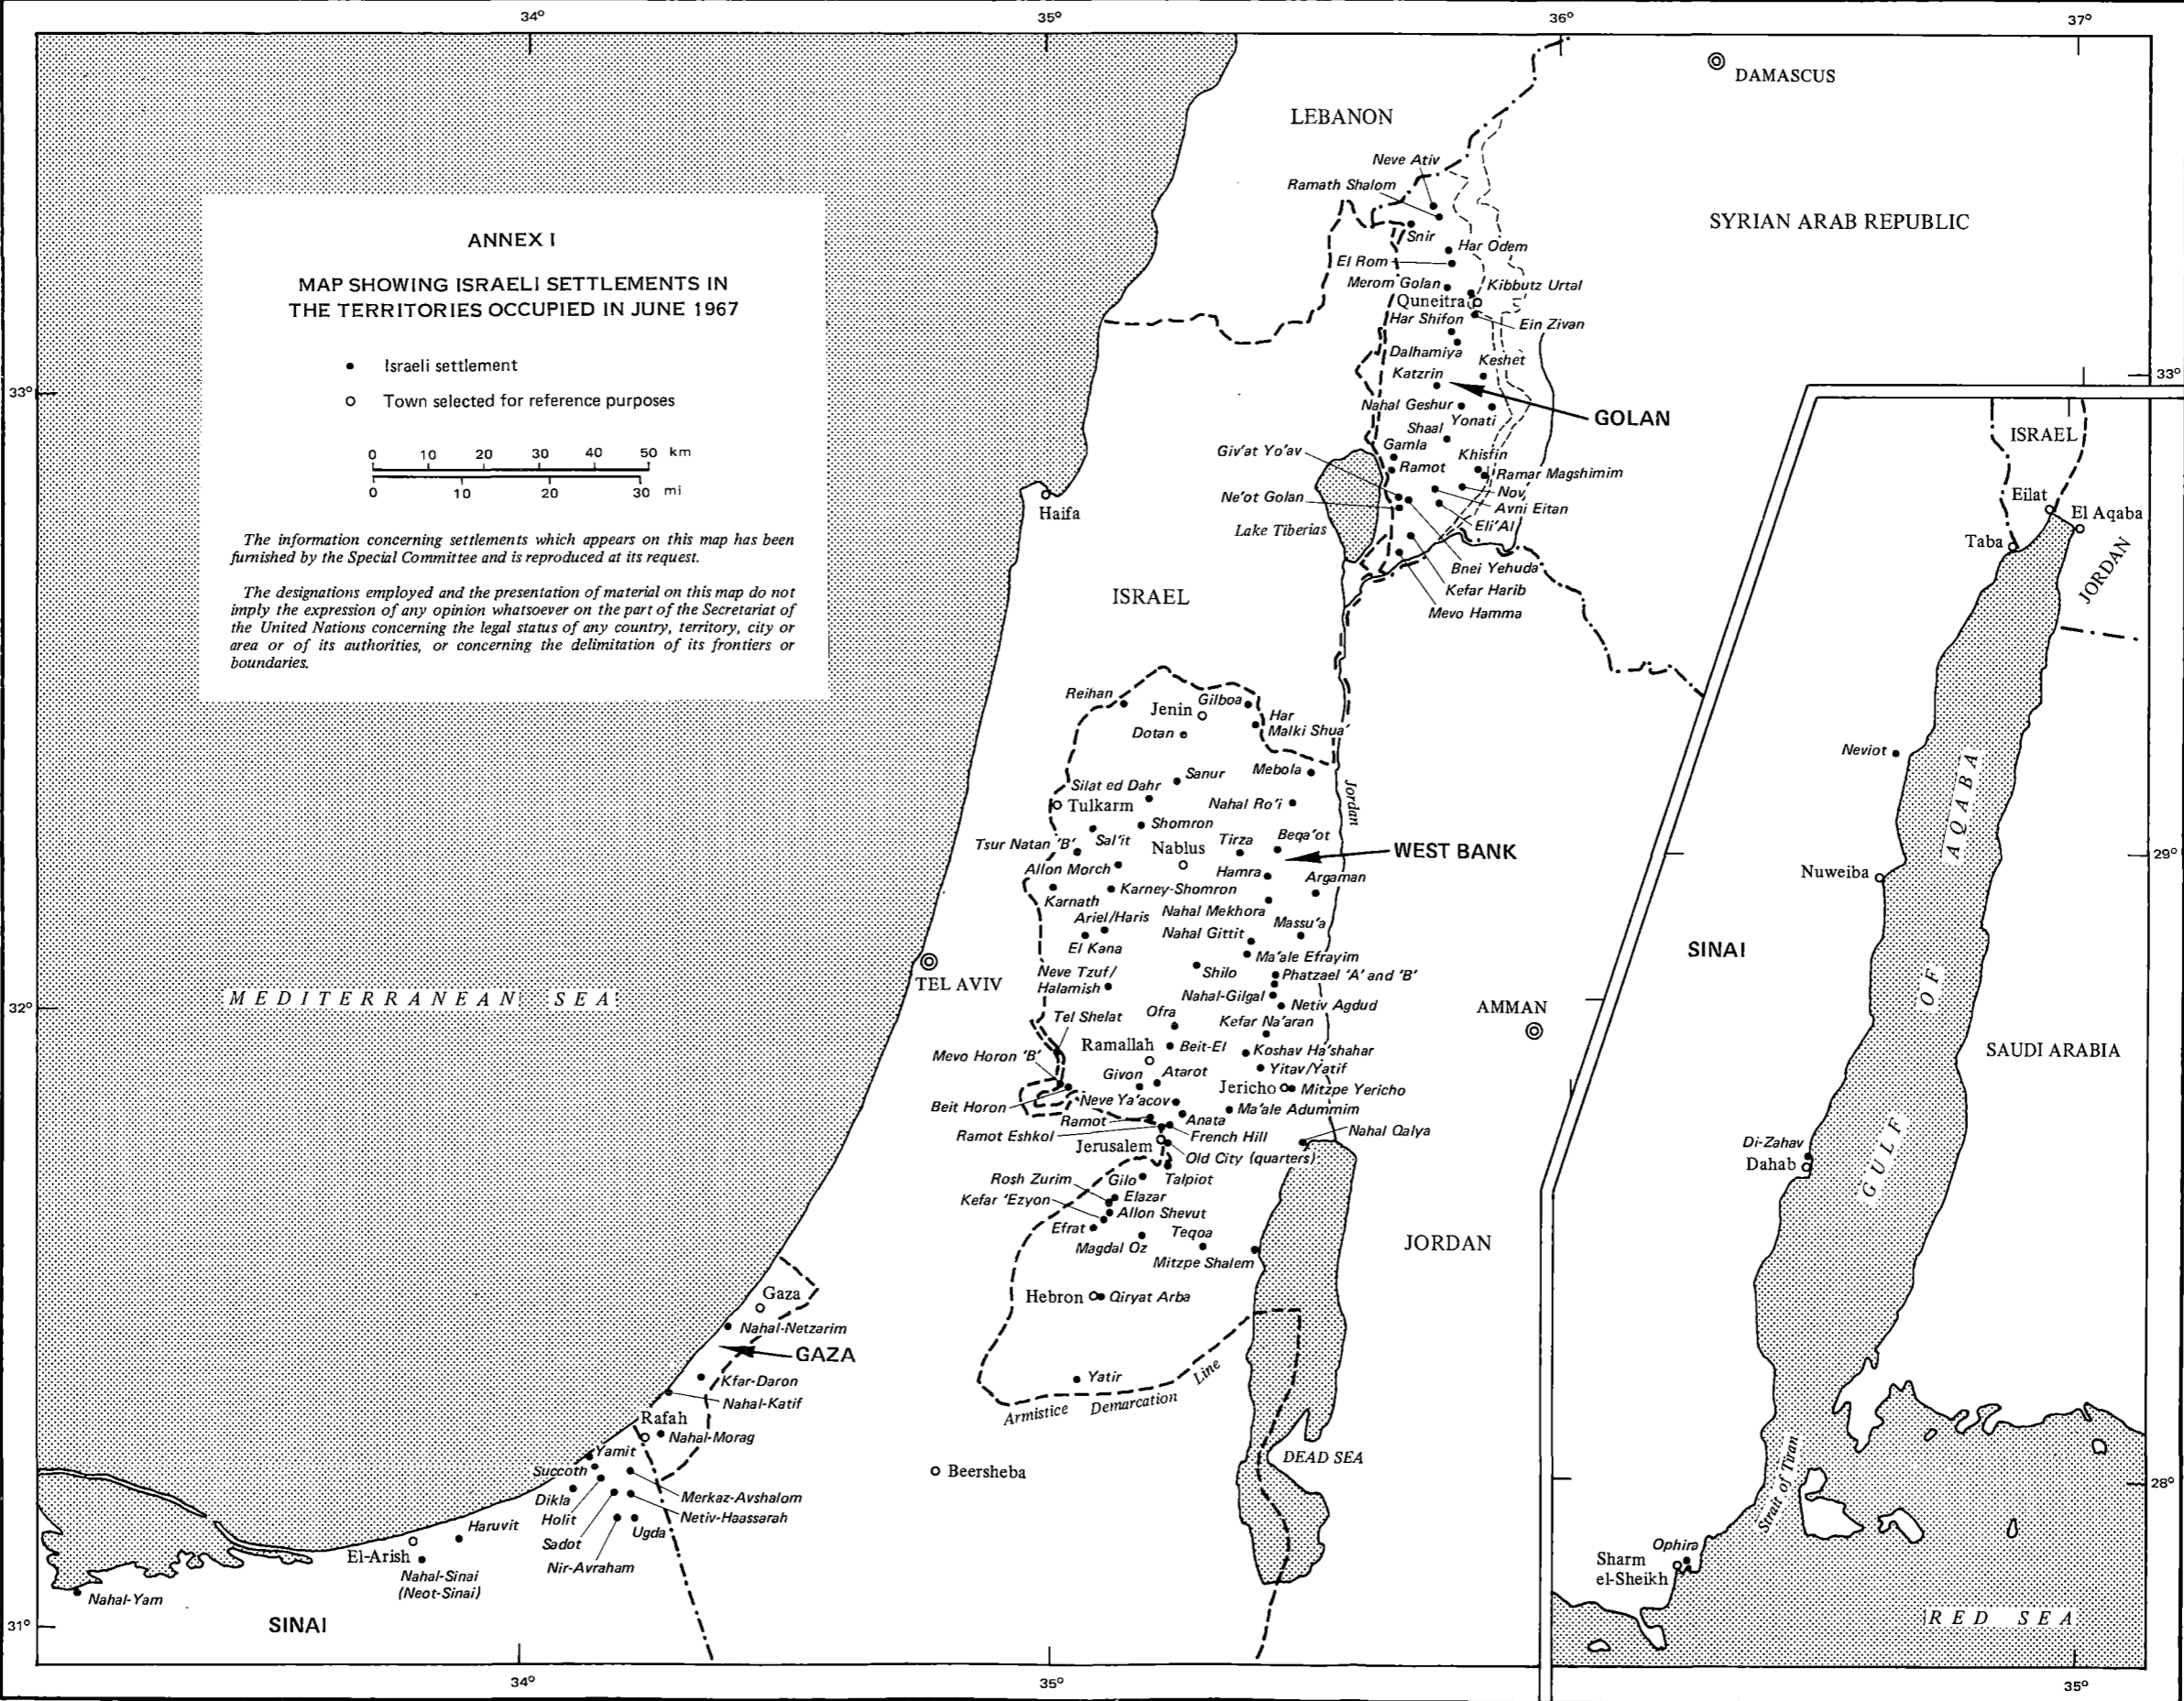 34°
35°
36°
37°
DAMASCUS
LEBANON
Neve Ativ
Ramath Shalom
SYRIAN ARAB REPUBLIC
Snir
Har Odem
El Rom
Merom Golan
Kibbutz Urtal
Quneitra
Har Shifon
Ein Zivan
Dalhamiya
Keshet
Katzrin
Nahal Geshur
GOLAN
Yonati
Shaal
Gamla
Giv'at Yo'av
Khisfin
Ramot
Ramar Magshimim
Nov
Ne'ot Golan
Avni Eitan
Eli'Al
Lake Tiberias
Bnei Yehuda
Kefar Harib
Mevo Hamma
ANNEX I
MAP SHOWING ISRAELI SETTLEMENTS IN
THE TERRITORIES OCCUPIED IN JUNE 1967
Israeli settlement
Town selected for reference purposes
0 10 20 30 40 50 km
0 10 20 30 mi
The information concerning settlements which appears on this map has been
furnished by the Special Committee and is reproduced at its request.
The designations employed and the presentation of material on this map do not
imply the expression of any opinion whatsoever on the part of the Secretariat of
the United Nations concerning the legal status of any country, territory, city or
area or of its authorities, or concerning the delimitation of its frontiers or
boundaries.
33°
33°
Haifa
ISRAEL
ISRAEL
Eilat
El Aqaba
Taba
JORDAN
Reihan
Gilboa
Jenin
Har
Malki Shua'
Dotan
Sanur
Mebola
Silat ed Dahr
Tulkarm
Nahal Ro'i
Jordan
Shomron
Sal'it
Tsur Natan 'B'
Nablus
Tirza
Beqa'ot
WEST BANK
Allon Morch
Hamra
Argaman
Karney-Shomron
Karnath
Nahal Mekhora
Ariel/Haris
Massu'a
Nahal Gittit
El Kana
Ma'ale Efrayim
Shilo
Neve Tzuf/
Halamish
Phatzael 'A' and 'B'
Nahal-Gilgal
Netiv Agdud
TEL AVIV
MEDITERRANEAN SEA
32°
Tel Shelat
Ofra
Kefar Na'aran
AMMAN
Ramallah
Beit-El
Koshav Ha'shahar
Mevo Horon 'B'
Yitav/Yatif
Givon
Atarot
Jericho
Mitzpe Yericho
Beit Horon
Neve Ya'acov
Ma'ale Adummim
Ramot
Anata
Ramot Eshkol
French Hill
Nahal Qalya
Jerusalem
Old City (quarters)
Gilo
Talpiot
Rosh Zurim
Elazar
Kefar 'Ezyon
Allon Shevut
Efrat
Teqoa
Magdal Oz
Mitzpe Shalem
JORDAN
Hebron
Qiryat Arba
Gaza
Nahal-Netzarim
GAZA
Kfar-Daron
Nahal-Katif
Yatir
Armistice Demarcation Line
Rafah
Nahal-Morag
DEAD SEA
Beersheba
Yamit
Succoth
Merkaz-Avshalom
Dikla
Netiv-Haassarah
Holit
Ugda
Sadot
Nir-Avraham
Haruvit
El-Arish
Nahal-Sinai
(Neot-Sinai)
Nahal-Yam
SINAI
31°
34°
35°
Neviot
29°
Nuweiba
SINAI
GULF OF AQABA
SAUDI ARABIA
Di-Zahav
Dahab
Strait of Tiran
28°
Ophira
Sharm
el-Sheikh
RED SEA
35°